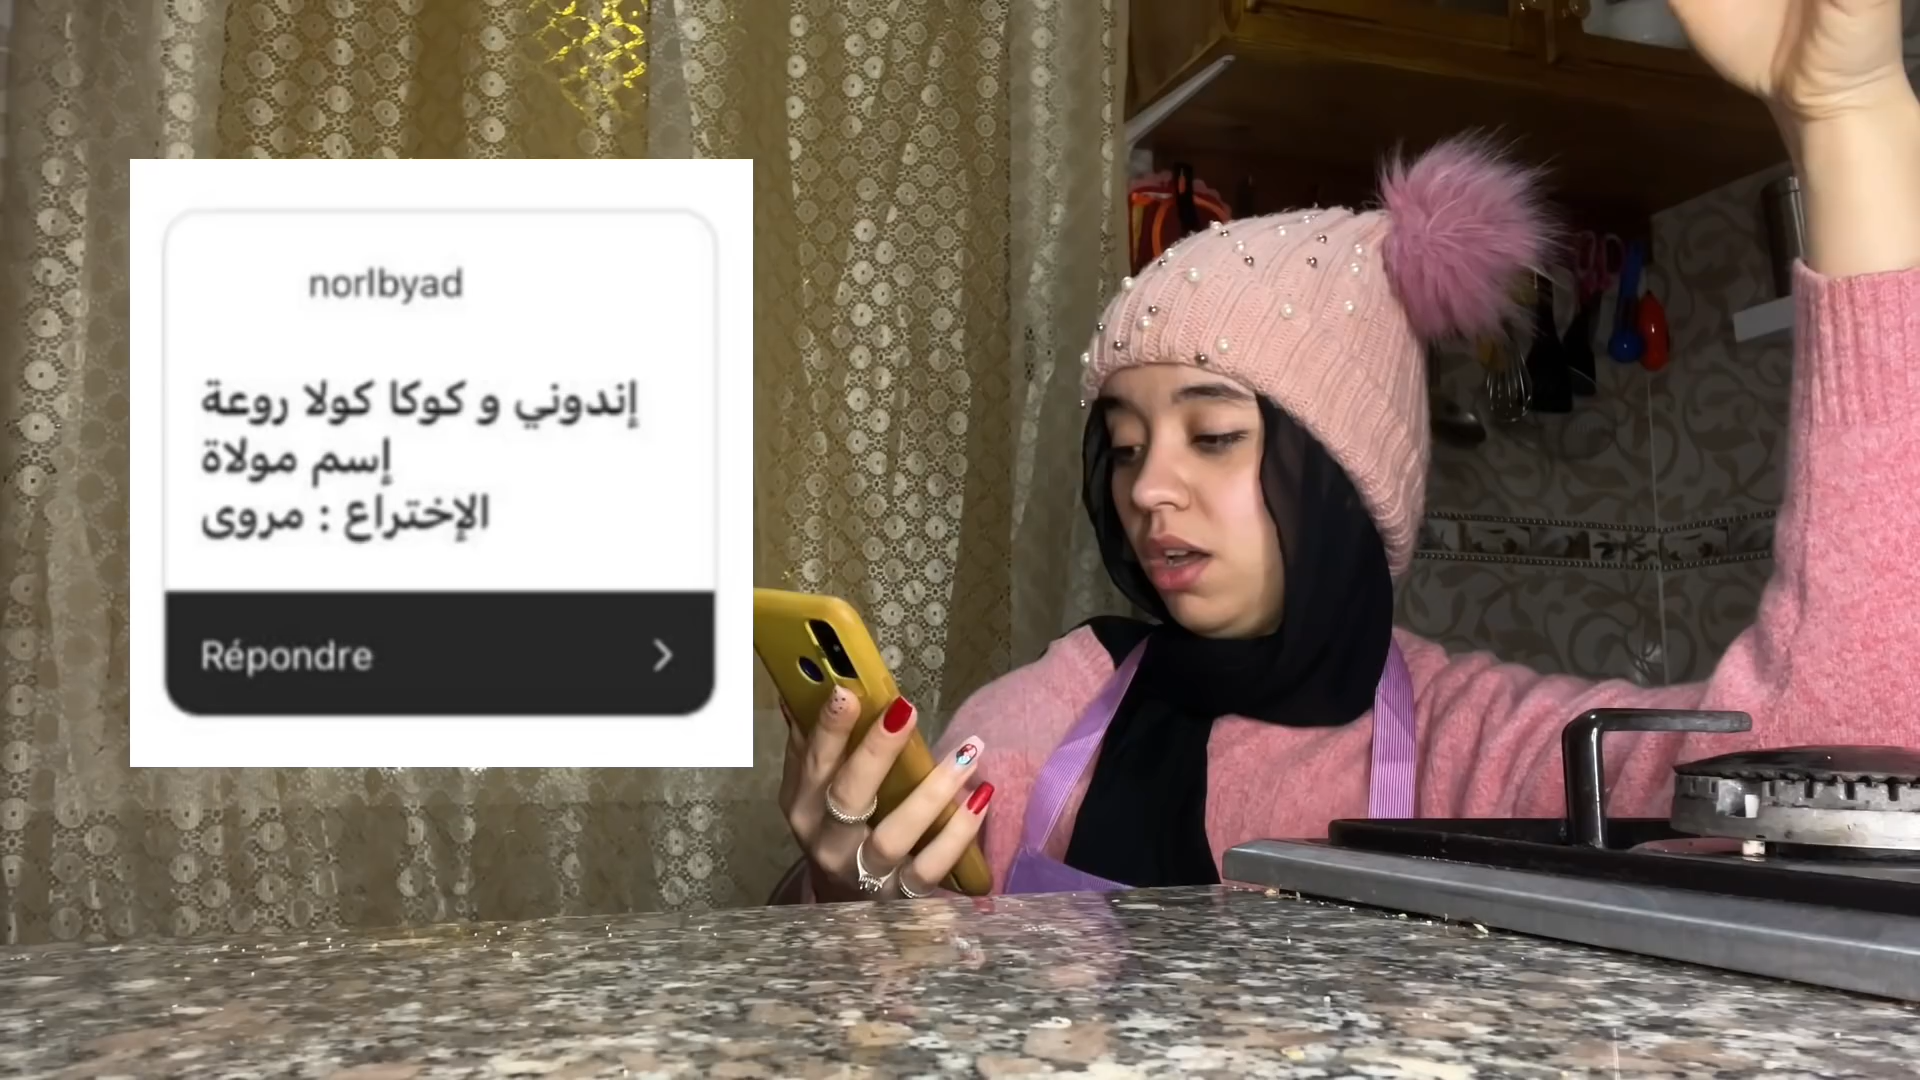 norlbyad
إندوني و كوكا كولا روعة
إسم مولاة
الإختراع : مروى
Répondre